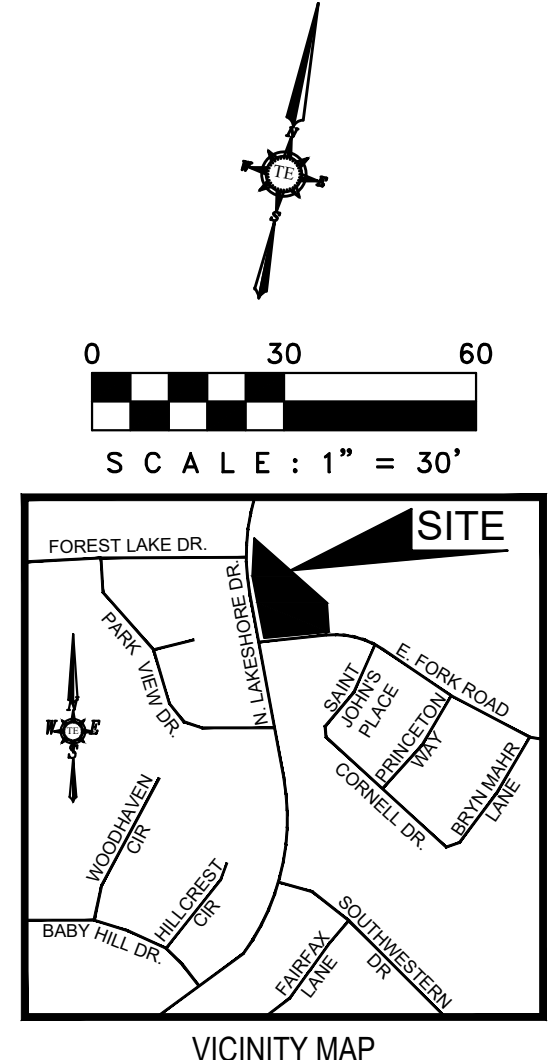 N
W TE E
S
0 30 60
SCALE: 1" = 30'
SITE
FOREST LAKE DR.
N. LAKESHORE DR.
PARK VIEW DR.
E. FORK ROAD
SAINT
JOHN'S
PLACE
PRINCETON
WAY
N
W TE E
S
CORNELL DR.
BRYN MAHR
LANE
WOODHAVEN
CIR
HILLCREST
CIR
BABY HILL DR.
FAIRFAX
LANE
SOUTHWESTERN
DR
VICINITY MAP